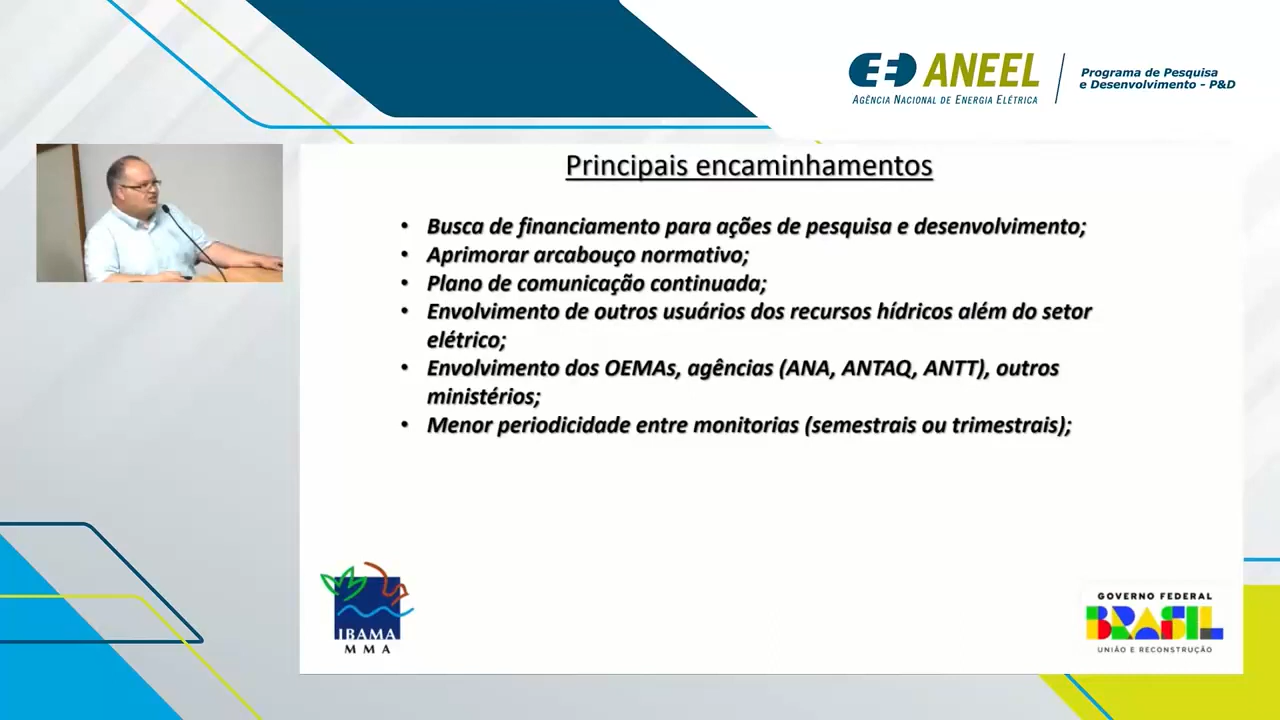 ANEEL
AGÊNCIA NACIONAL DE ENERGIA ELÉTRICA
Programa de Pesquisa
e Desenvolvimento - P&D
Principais encaminhamentos
• Busca de financiamento para ações de pesquisa e desenvolvimento;
• Aprimorar arcabouço normativo;
• Plano de comunicação continuada;
• Envolvimento de outros usuários dos recursos hídricos além do setor
elétrico;
• Envolvimento dos OEMAs, agências (ANA, ANTAQ, ANTT), outros
ministérios;
• Menor periodicidade entre monitorias (semestrais ou trimestrais);
IBAMA
MMA
GOVERNO FEDERAL
BRASIL
UNIÃO E RECONSTRUÇÃO